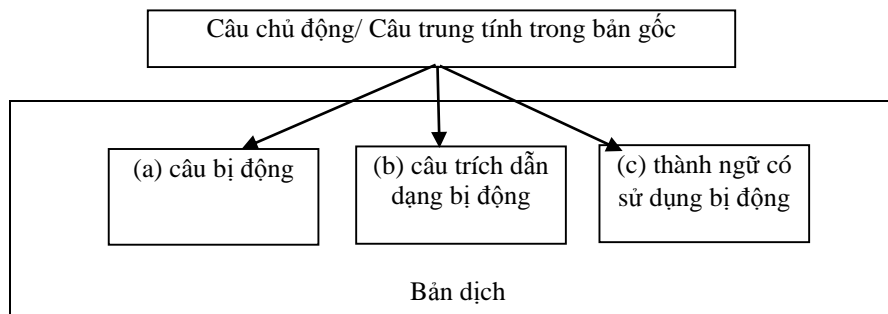 Câu chủ động/ Câu trung tính trong bản gốc
(a) câu bị động
(b) câu trích dẫn
dạng bị động
(c) thành ngữ có
sử dụng bị động
Bản dịch